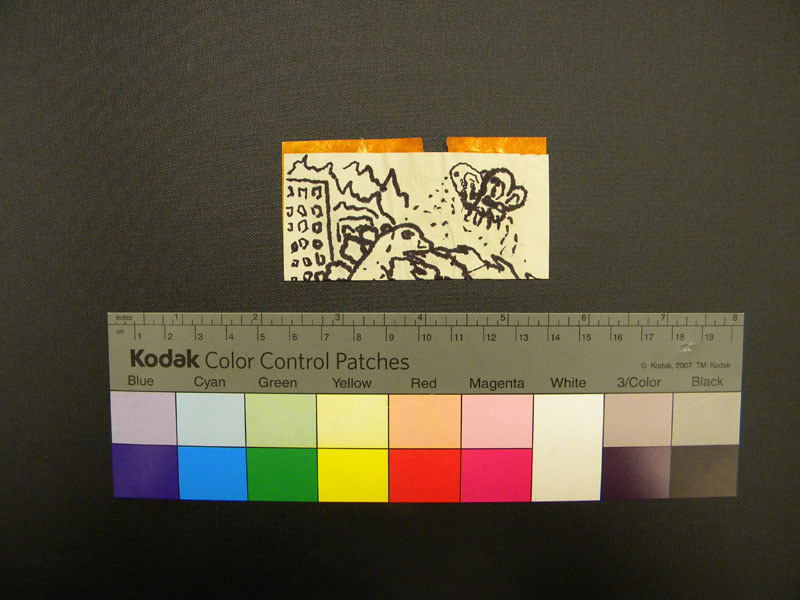 inches 1 2 3 4 5 6 7 8
cm 1 2 3 4 5 6 7 8 9 10 11 12 13 14 15 16 17 18 19
Kodak Color Control Patches © Kodak, 2007 TM: Kodak
Blue Cyan Green Yellow Red Magenta White 3/Color Black